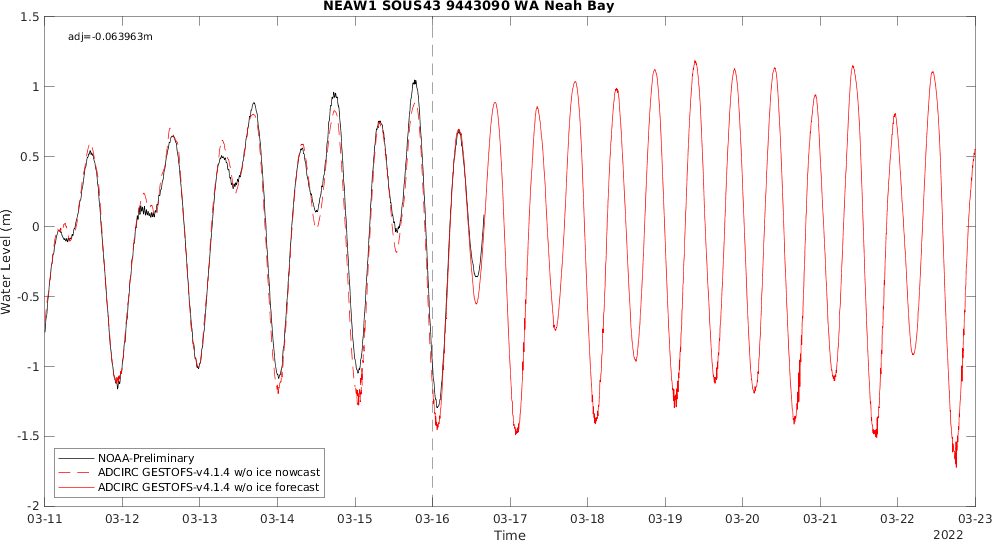 NEAW1 SOUS43 9443090 WA Neah Bay
adj=-0.063963m
1.5
1
0.5
0
-0.5
-1
-1.5
-2
Water Level (m)
NOAA-Preliminary
ADCIRC GESTOFS-v4.1.4 w/o ice nowcast
ADCIRC GESTOFS-v4.1.4 w/o ice forecast
03-11 03-12 03-13 03-14 03-15 03-16 03-17 03-18 03-19 03-20 03-21 03-22 03-23
Time
2022